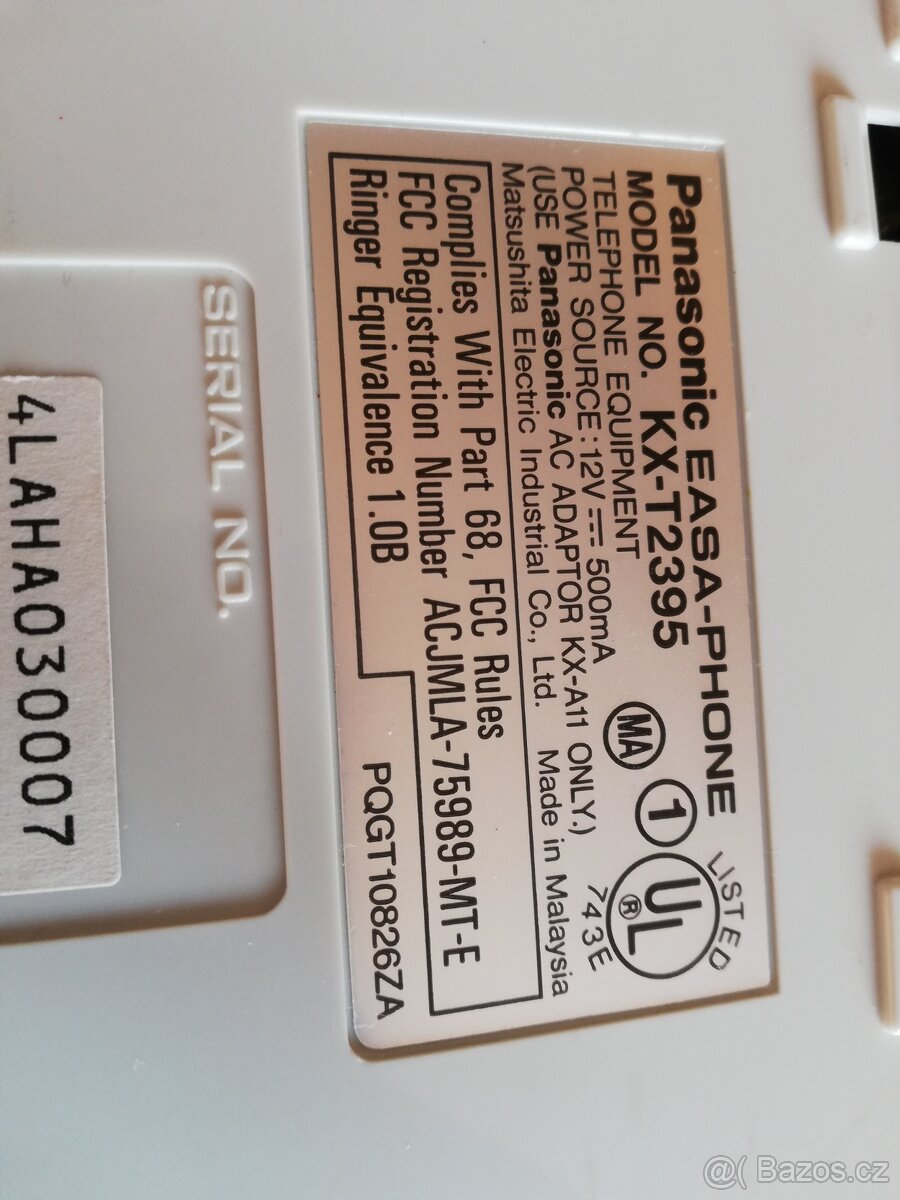 Panasonic EASA-PHONE
MODEL NO. KX-T2395
TELEPHONE EQUIPMENT
POWER SOURCE: 12V ⎓ 500mA
(USE Panasonic AC ADAPTOR KX-A11 ONLY.)
Matsushita Electric Industrial Co., Ltd. Made in Malaysia
MA
1
UL ®
LISTED
>43E
Complies With Part 68, FCC Rules
FCC Registration Number ACJMLA-75989-MT-E
Ringer Equivalence 1.0B
PQGT10826ZA
SERIAL NO.
4LAHA030007
@( Bazos.cz